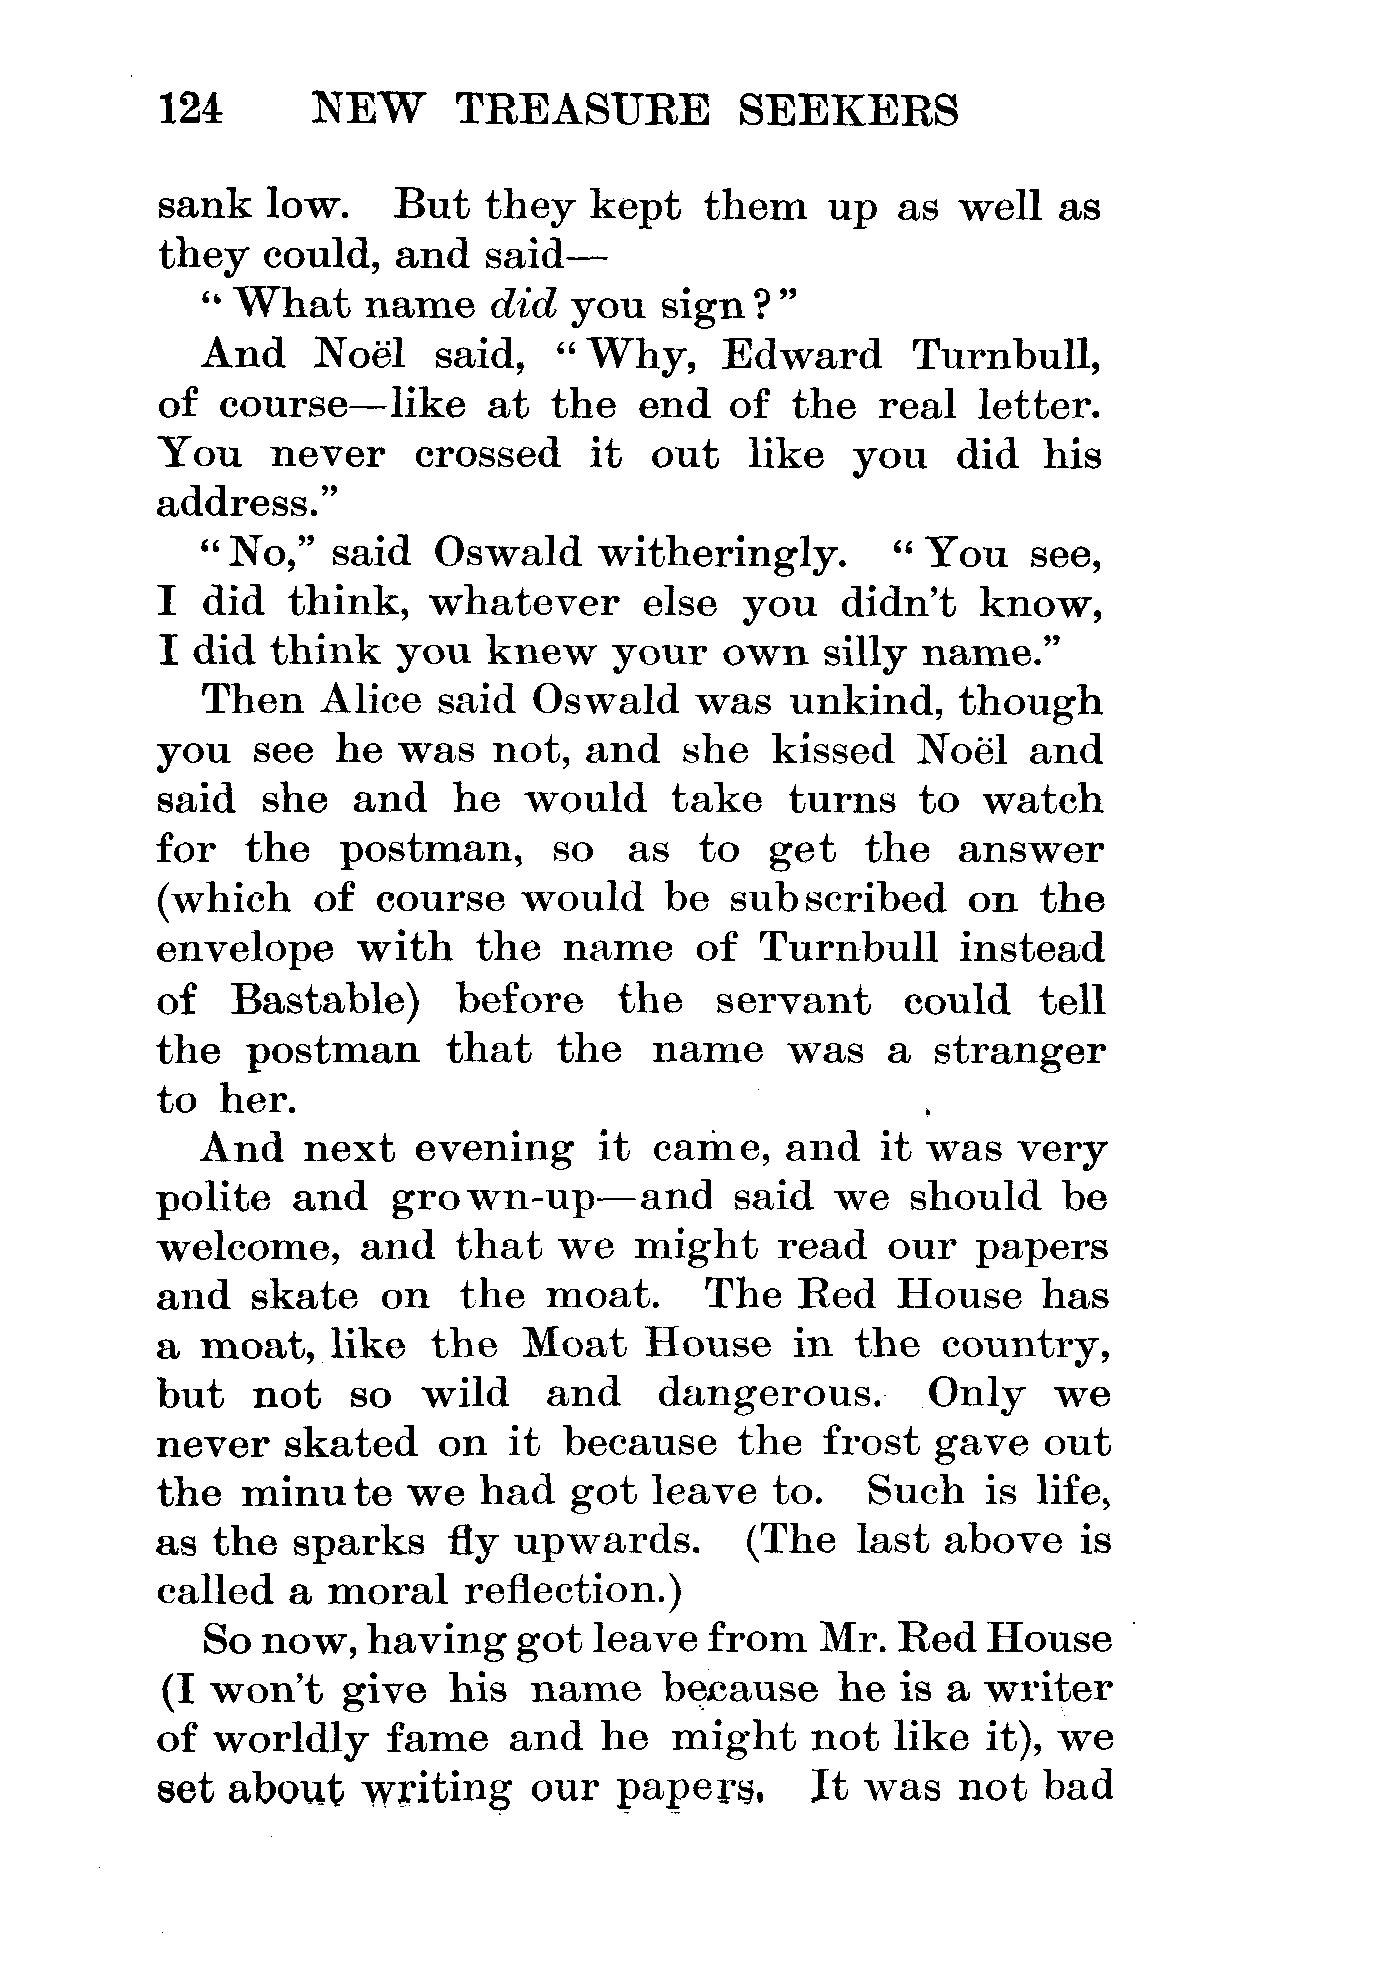 124 NEW TREASURE SEEKERS
sank low. But they kept them up as well as
they could, and said—
“What name did you sign?”
And Noël said, “Why, Edward Turnbull,
of course—like at the end of the real letter.
You never crossed it out like you did his
address.”
“No,” said Oswald witheringly. “You see,
I did think, whatever else you didn’t know,
I did think you knew your own silly name.”
Then Alice said Oswald was unkind, though
you see he was not, and she kissed Noël and
said she and he would take turns to watch
for the postman, so as to get the answer
(which of course would be subscribed on the
envelope with the name of Turnbull instead
of Bastable) before the servant could tell
the postman that the name was a stranger
to her.
And next evening it came, and it was very
polite and grown-up—and said we should be
welcome, and that we might read our papers
and skate on the moat. The Red House has
a moat, like the Moat House in the country,
but not so wild and dangerous. Only we
never skated on it because the frost gave out
the minute we had got leave to. Such is life,
as the sparks fly upwards. (The last above is
called a moral reflection.)
So now, having got leave from Mr. Red House
(I won’t give his name because he is a writer
of worldly fame and he might not like it), we
set about writing our papers. It was not bad